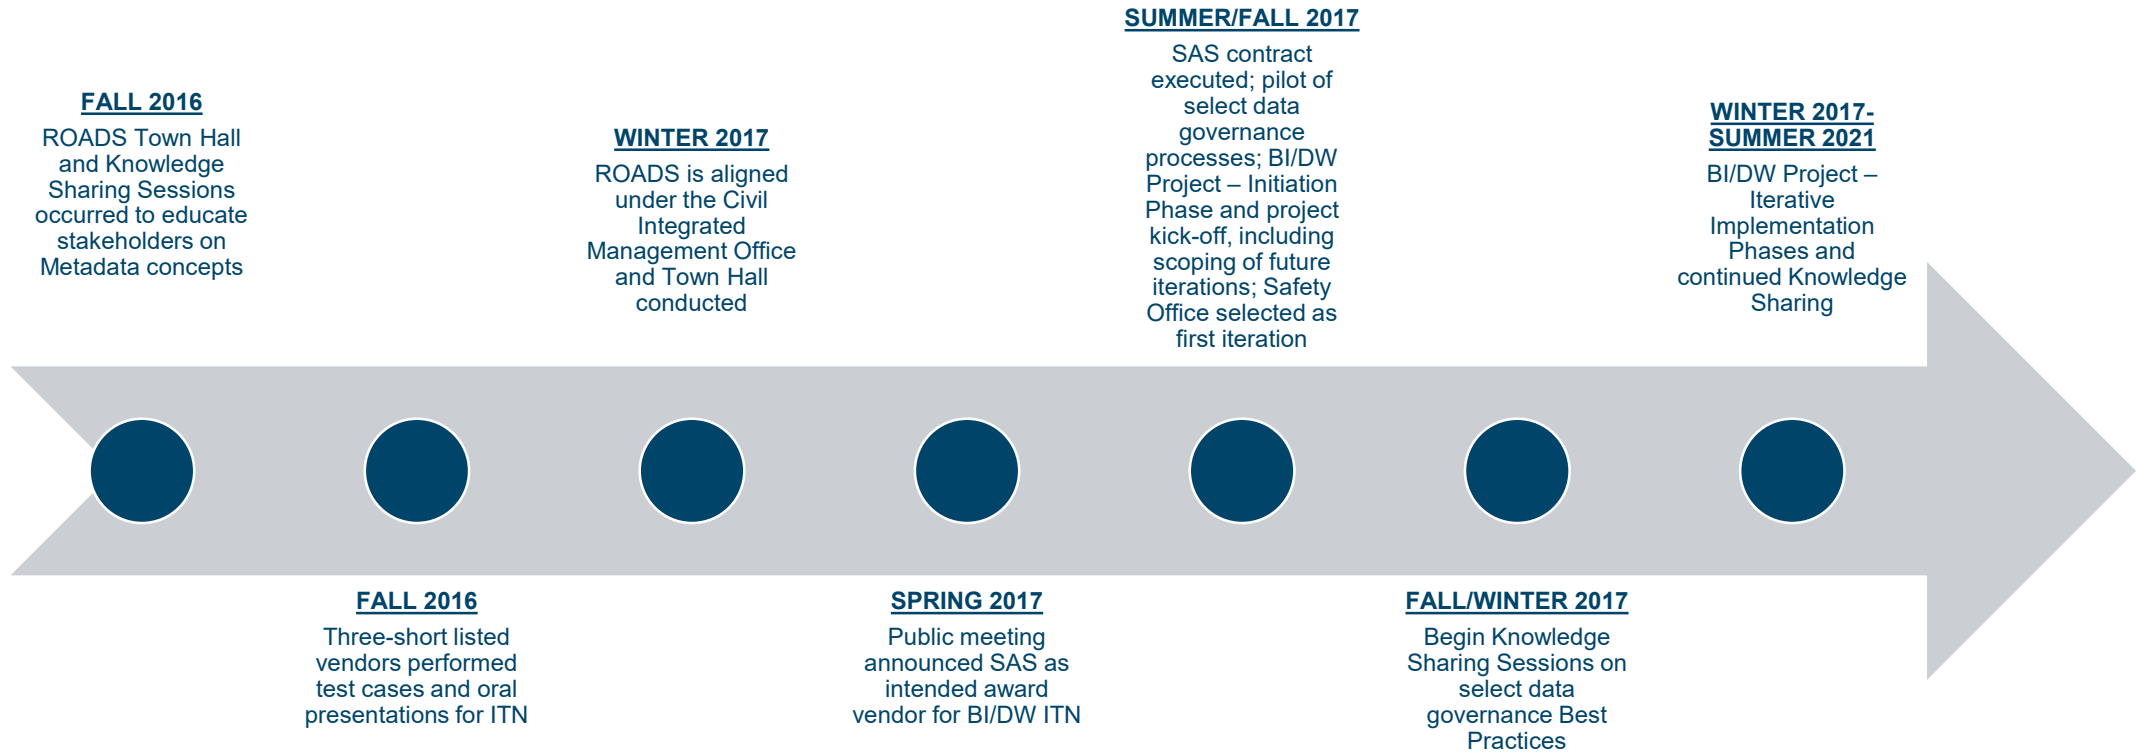 FALL 2016
ROADS Town Hall
and Knowledge
Sharing Sessions
occurred to educate
stakeholders on
Metadata concepts
FALL 2016
Three-short listed
vendors performed
test cases and oral
presentations for ITN
WINTER 2017
ROADS is aligned
under the Civil
Integrated
Management Office
and Town Hall
conducted
SPRING 2017
Public meeting
announced SAS as
intended award
vendor for BI/DW ITN
SUMMER/FALL 2017
SAS contract
executed; pilot of
select data
governance
processes; BI/DW
Project – Initiation
Phase and project
kick-off, including
scoping of future
iterations; Safety
Office selected as
first iteration
FALL/WINTER 2017
Begin Knowledge
Sharing Sessions on
select data
governance Best
Practices
WINTER 2017-
SUMMER 2021
BI/DW Project –
Iterative
Implementation
Phases and
continued Knowledge
Sharing